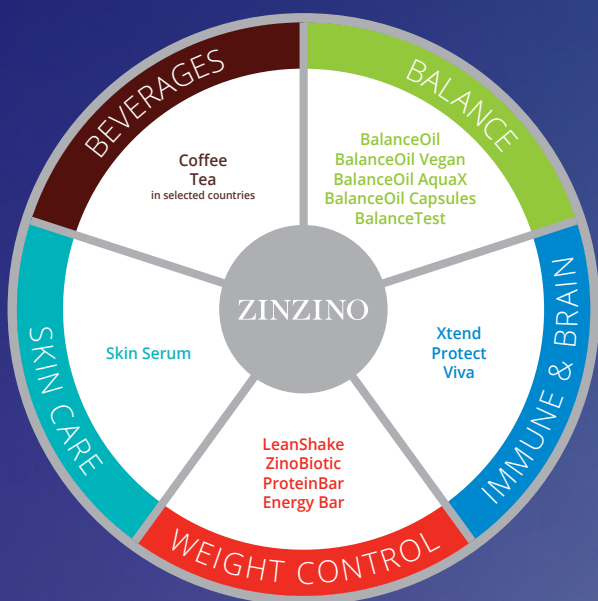 BEVERAGES
Coffee
Tea
in selected countries
BALANCE
BalanceOil
BalanceOil Vegan
BalanceOil AquaX
BalanceOil Capsules
BalanceTest
ZINZINO
SKIN CARE
Skin Serum
IMMUNE & BRAIN
Xtend
Protect
Viva
LeanShake
ZinoBiotic
ProteinBar
Energy Bar
WEIGHT CONTROL